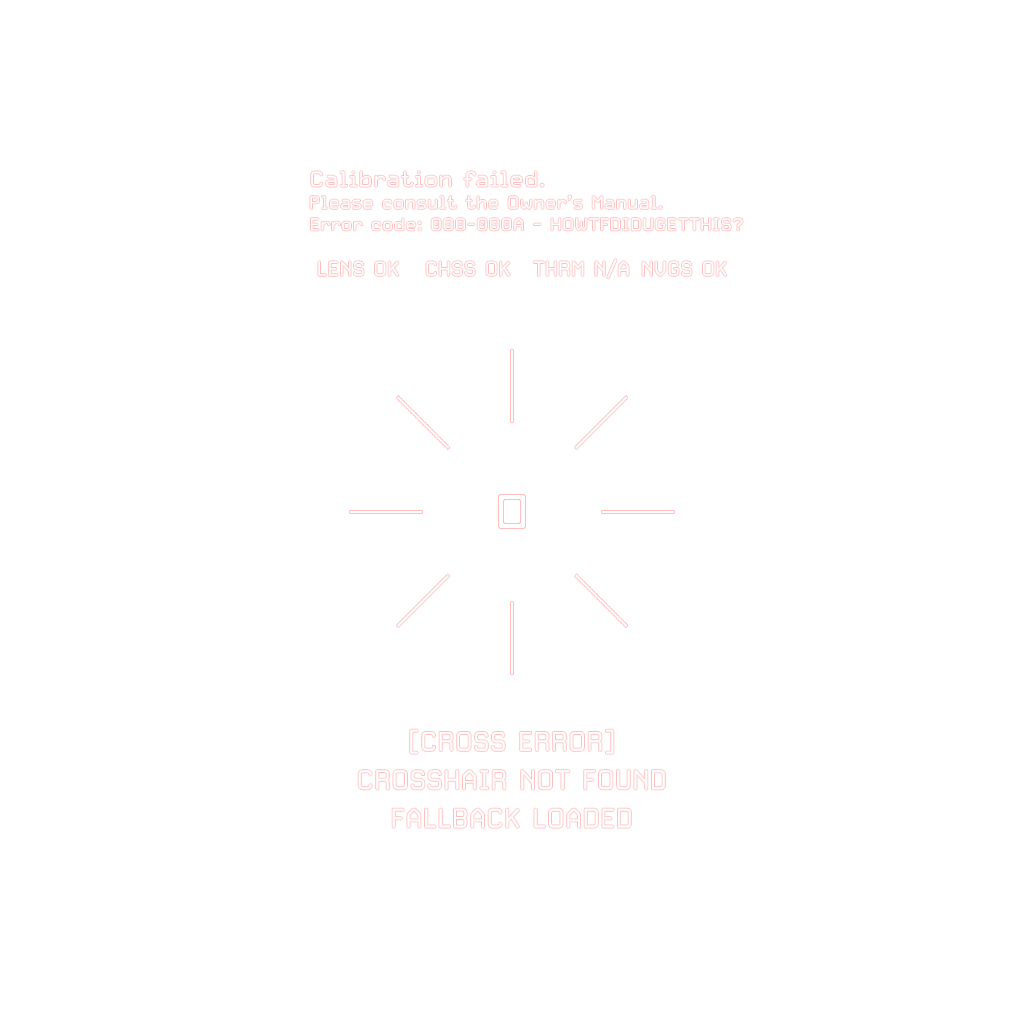 Calibration failed.
Please consult the Owner's Manual.
Error code: 000-000A - HOWTFDIDUGETTHIS?
LENS OK CHSS OK THRM N/A NVGS OK
[CROSS ERROR]
CROSSHAIR NOT FOUND
FALLBACK LOADED